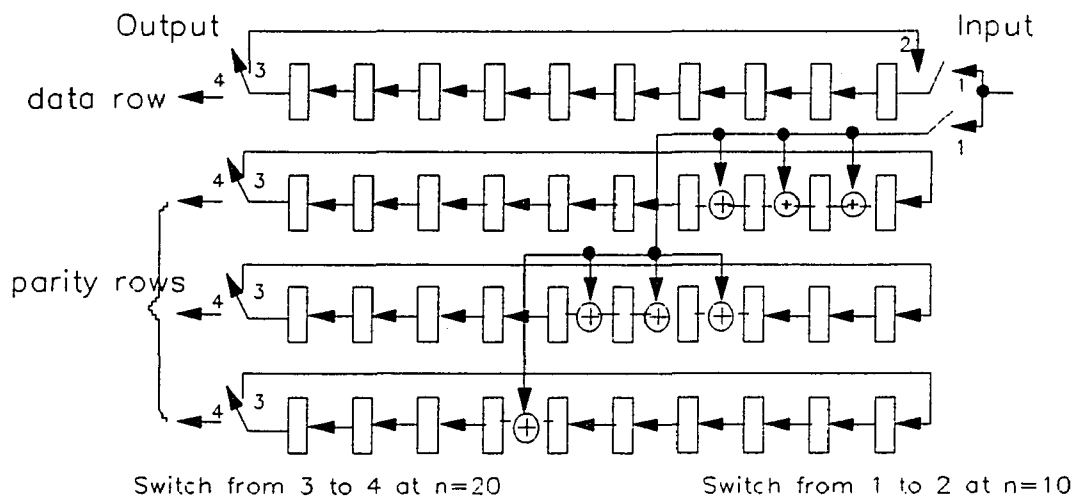 Output
Input
2
3
4
1
data row
1
4
3
parity rows
3
4
4
3
Switch from 3 to 4 at n=20
Switch from 1 to 2 at n=10